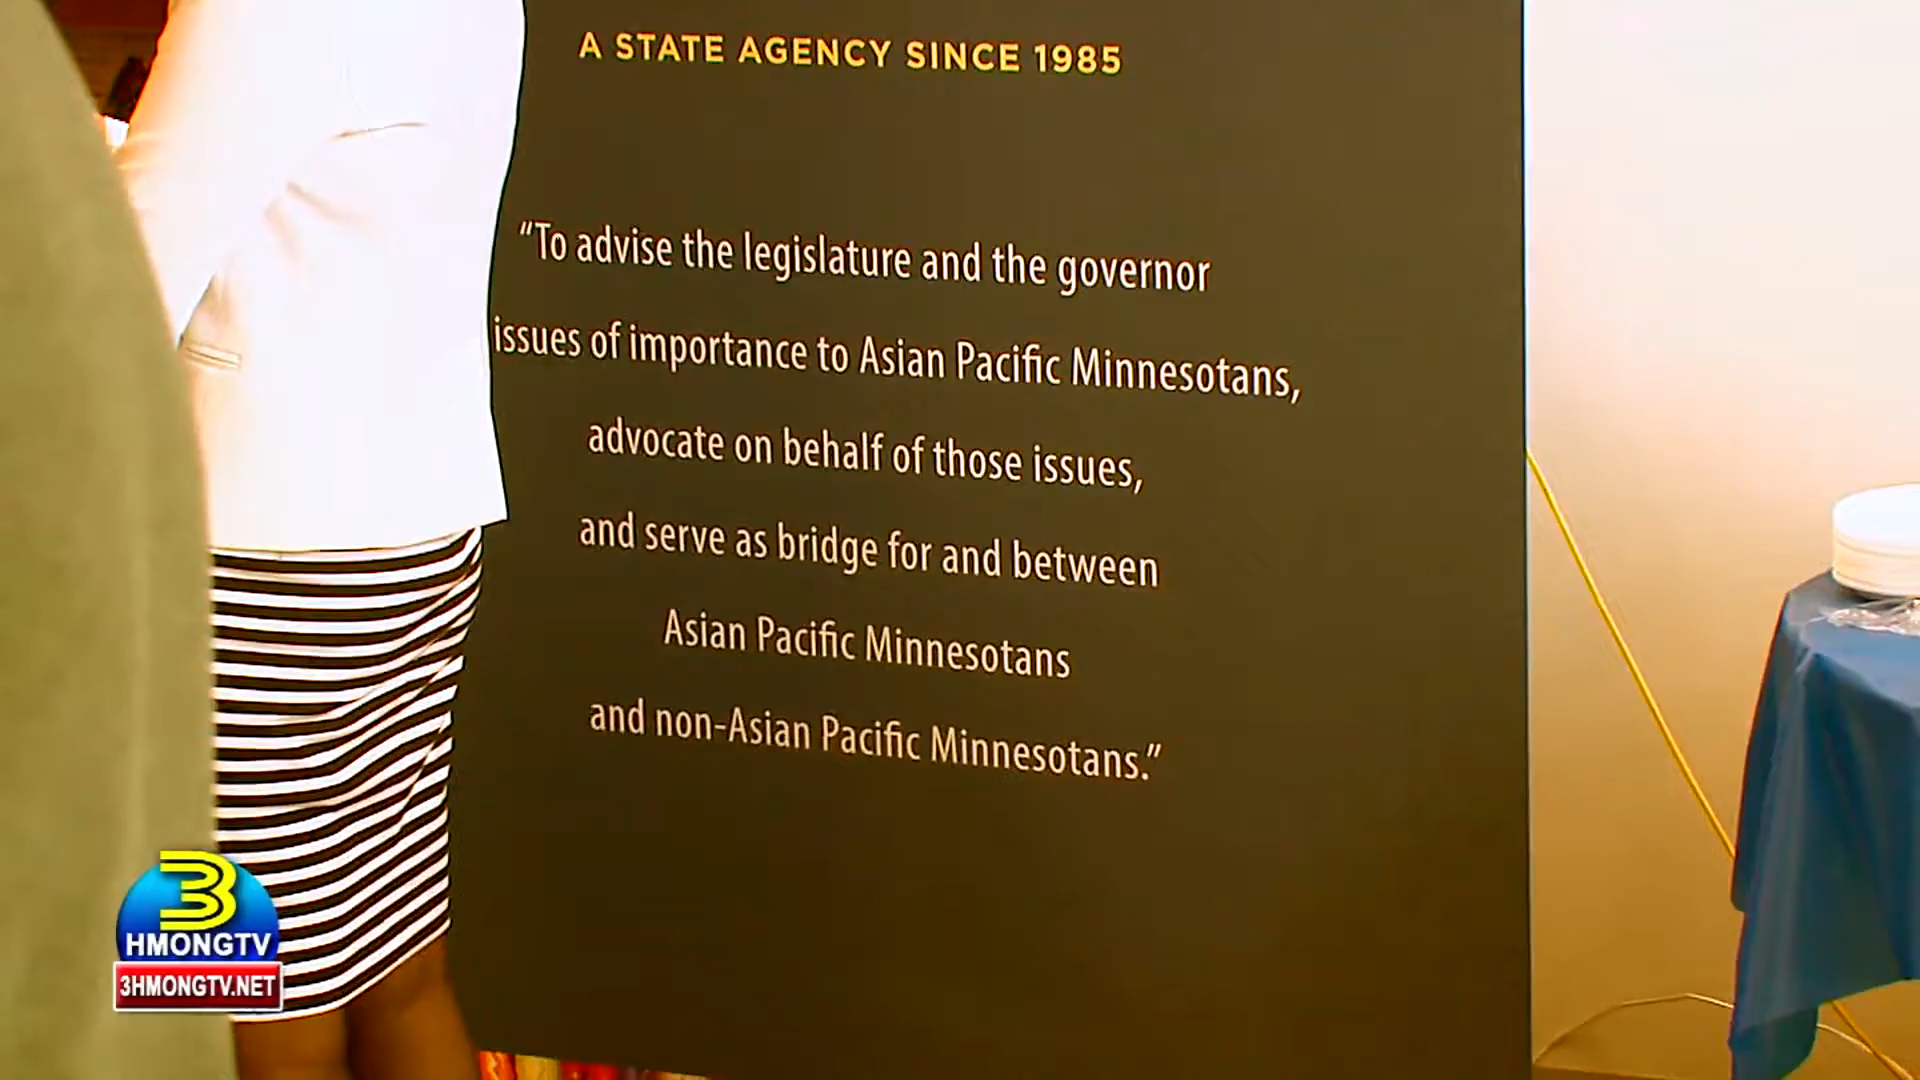 A STATE AGENCY SINCE 1985
“To advise the legislature and the governor
issues of importance to Asian Pacific Minnesotans,
advocate on behalf of those issues,
and serve as bridge for and between
Asian Pacific Minnesotans
and non-Asian Pacific Minnesotans.”
3
HMONGTV
3HMONGTV.NET